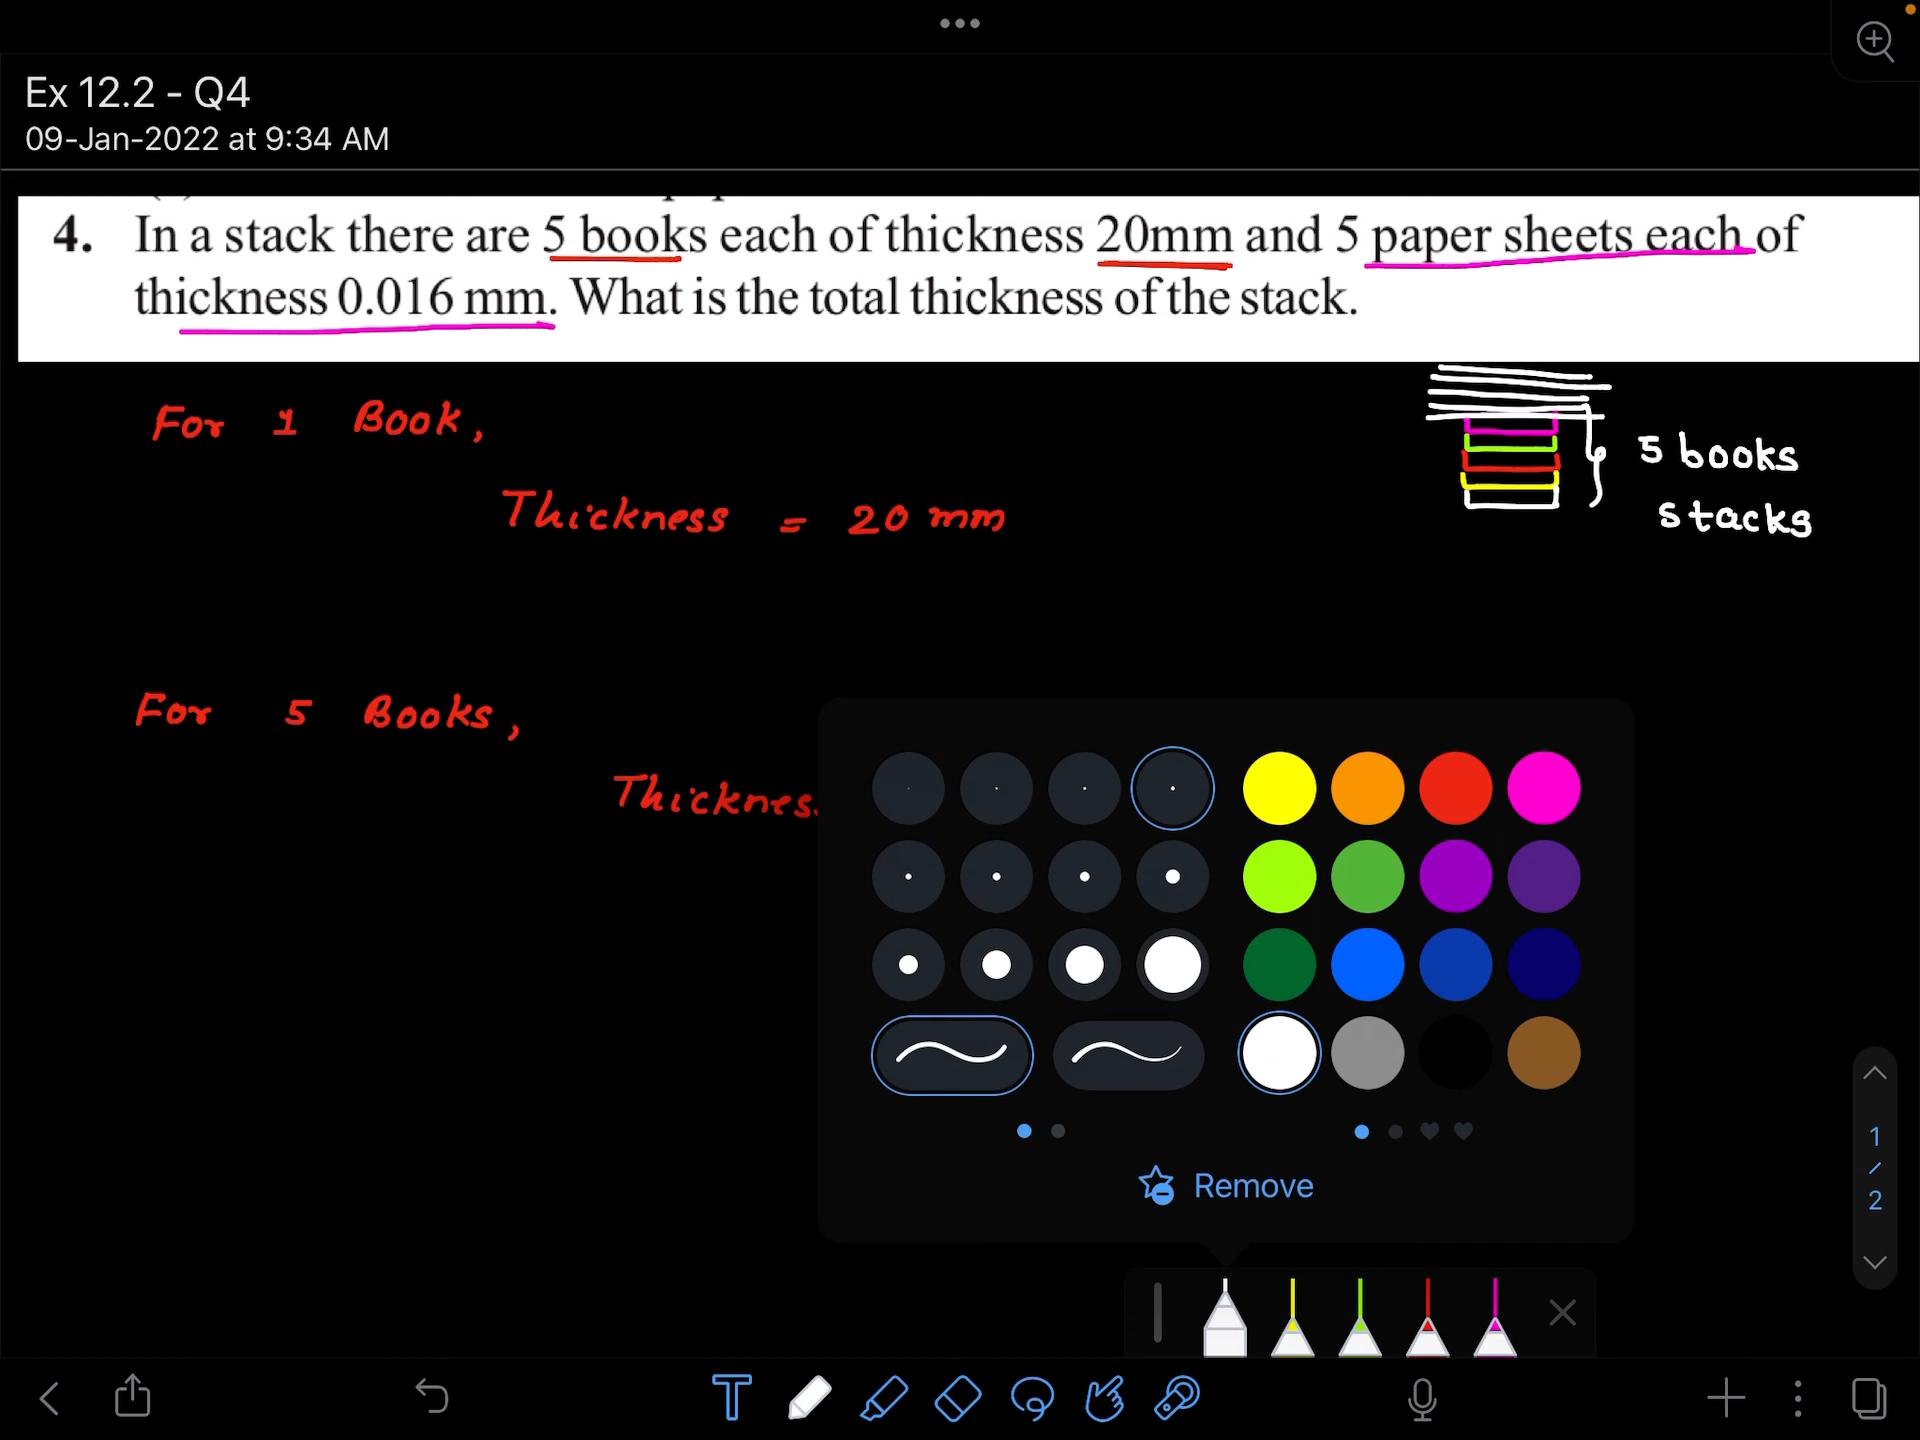 Ex 12.2 - Q4
09-Jan-2022 at 9:34 AM
4. In a stack there are 5 books each of thickness 20mm and 5 paper sheets each of
thickness 0.016 mm. What is the total thickness of the stack.
For 1 Book,
Thickness = 20 mm
5 books
stacks
For 5 Books,
Thicknes
Remove
1
/
2
T